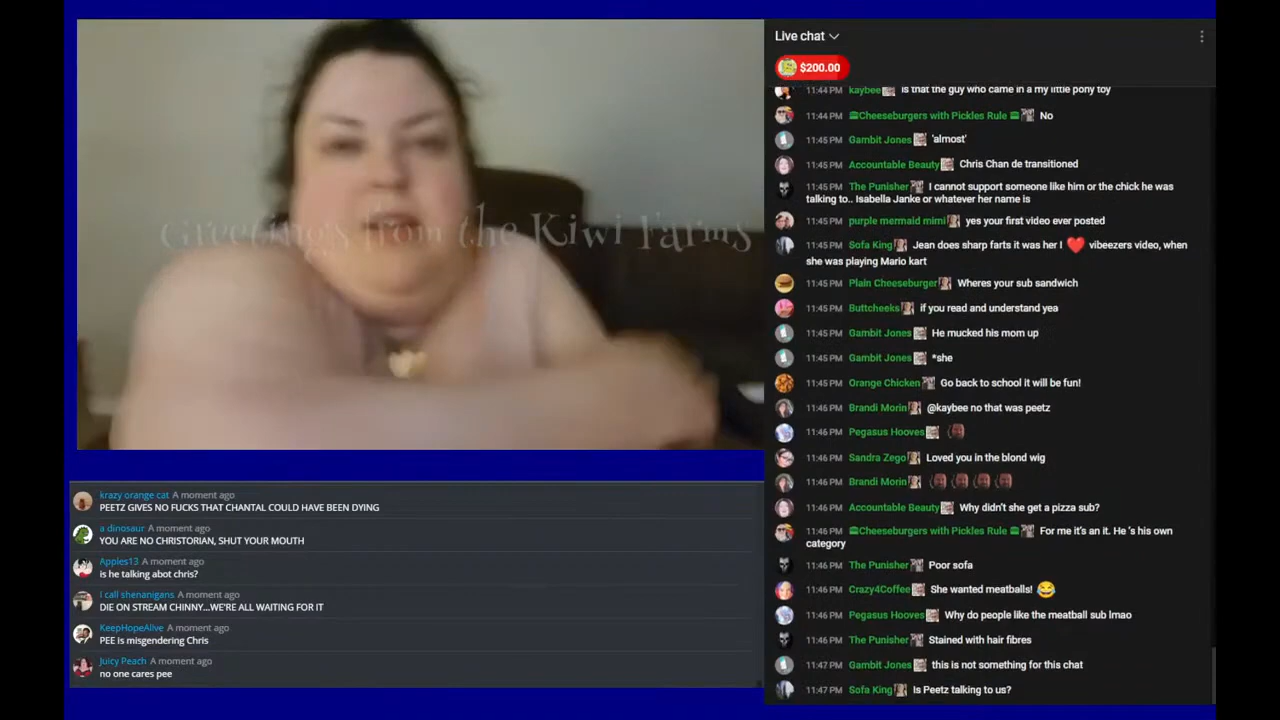 Greetings from the Kiwi Farms
krazy orange cat A moment ago
PEETZ GIVES NO FUCKS THAT CHANTAL COULD HAVE BEEN DYING
a dinosaur A moment ago
YOU ARE NO CHRISTORIAN, SHUT YOUR MOUTH
Apples13 A moment ago
is he talking abot chris?
I call shenanigans A moment ago
DIE ON STREAM CHINNY...WE'RE ALL WAITING FOR IT
KeepHopeAlive A moment ago
PEE is misgendering Chris
Juicy Peach A moment ago
no one cares pee
Live chat
$200.00
11:44 PM kaybee is that the guy who came in a my little pony toy
11:44 PM Cheeseburgers with Pickles Rule No
11:45 PM Gambit Jones 'almost'
11:45 PM Accountable Beauty Chris Chan de transitioned
11:45 PM The Punisher I cannot support someone like him or the chick he was
talking to.. Isabella Janke or whatever her name is
11:45 PM purple mermaid mimi yes your first video ever posted
11:45 PM Sofa King Jean does sharp farts it was her I ❤️ vibeezers video, when
she was playing Mario kart
11:45 PM Plain Cheeseburger Wheres your sub sandwich
11:45 PM Buttcheeks if you read and understand yea
11:45 PM Gambit Jones He mucked his mom up
11:45 PM Gambit Jones *she
11:45 PM Orange Chicken Go back to school it will be fun!
11:46 PM Brandi Morin @kaybee no that was peetz
11:46 PM Pegasus Hooves
11:46 PM Sandra Zego Loved you in the blond wig
11:46 PM Brandi Morin
11:46 PM Accountable Beauty Why didn't she get a pizza sub?
11:46 PM Cheeseburgers with Pickles Rule For me it's an it. He 's his own
category
11:46 PM The Punisher Poor sofa
11:46 PM Crazy4Coffee She wanted meatballs! 😂
11:46 PM Pegasus Hooves Why do people like the meatball sub lmao
11:46 PM The Punisher Stained with hair fibres
11:47 PM Gambit Jones this is not something for this chat
11:47 PM Sofa King Is Peetz talking to us?